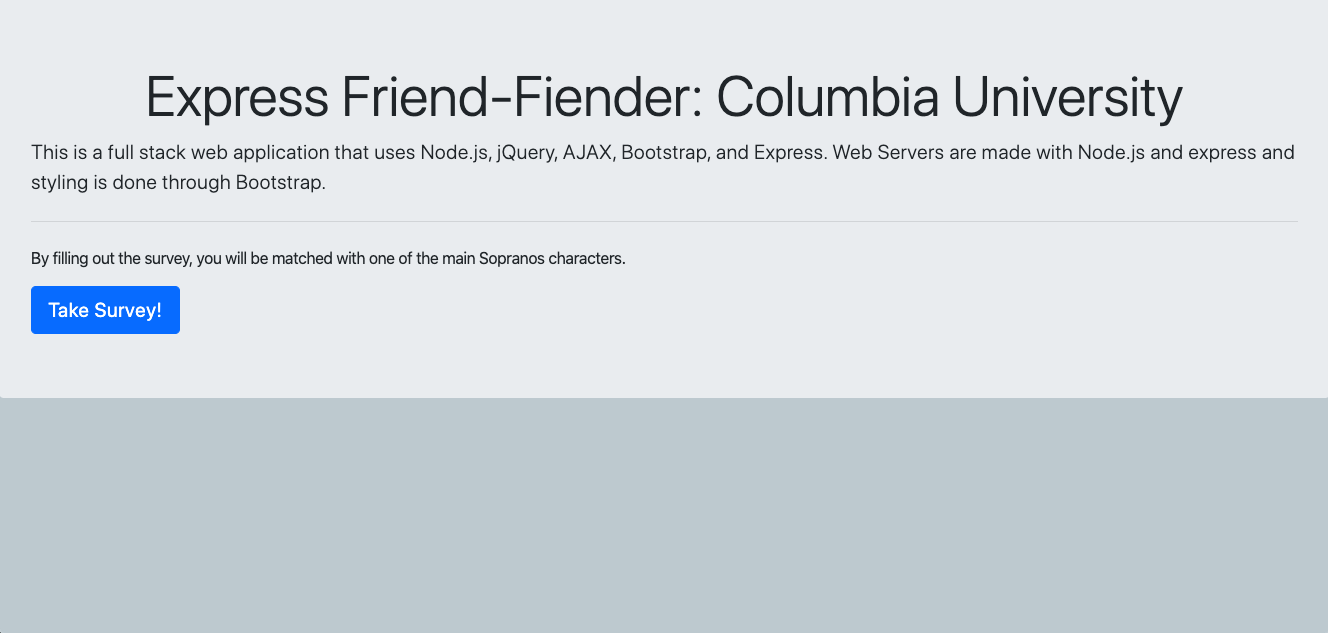 Express Friend-Fiender: Columbia University
This is a full stack web application that uses Node.js, jQuery, AJAX, Bootstrap, and Express. Web Servers are made with Node.js and express and
styling is done through Bootstrap.
By filling out the survey, you will be matched with one of the main Sopranos characters.
Take Survey!